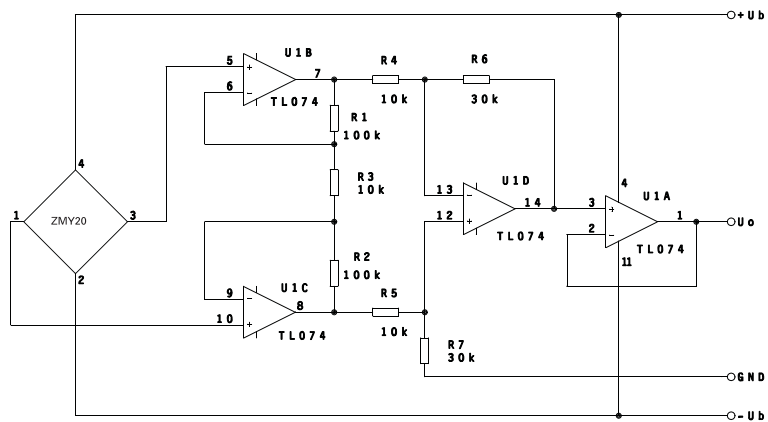 +Ub
U1B
5
+
7
R4
R6
6
−
TL074
10k
30k
R1
100k
4
R3
10k
U1D
4
U1A
1
ZMY20
3
13
−
14
3
+
1
Uo
12
+
TL074
2
−
TL074
2
R2
100k
11
U1C
9
−
8
R5
10
+
TL074
10k
R7
30k
GND
−Ub